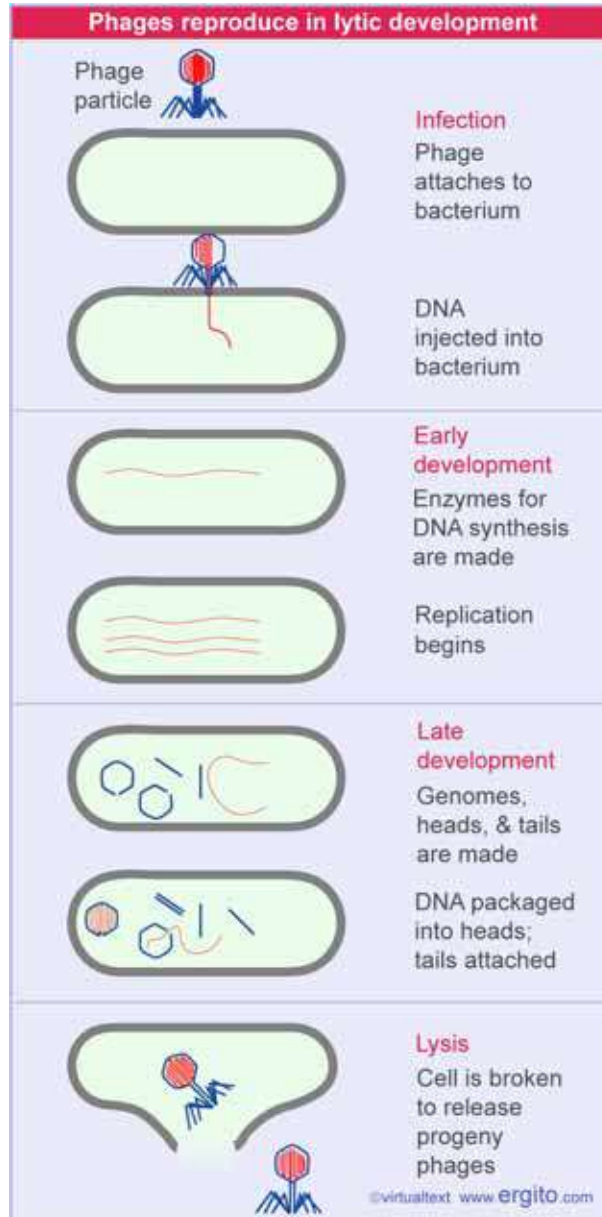 Phages reproduce in lytic development
Phage
particle
Infection
Phage
attaches to
bacterium
DNA
injected into
bacterium
Early
development
Enzymes for
DNA synthesis
are made
Replication
begins
Late
development
Genomes,
heads, & tails
are made
DNA packaged
into heads;
tails attached
Lysis
Cell is broken
to release
progeny
phages
©virtualtext www.ergito.com